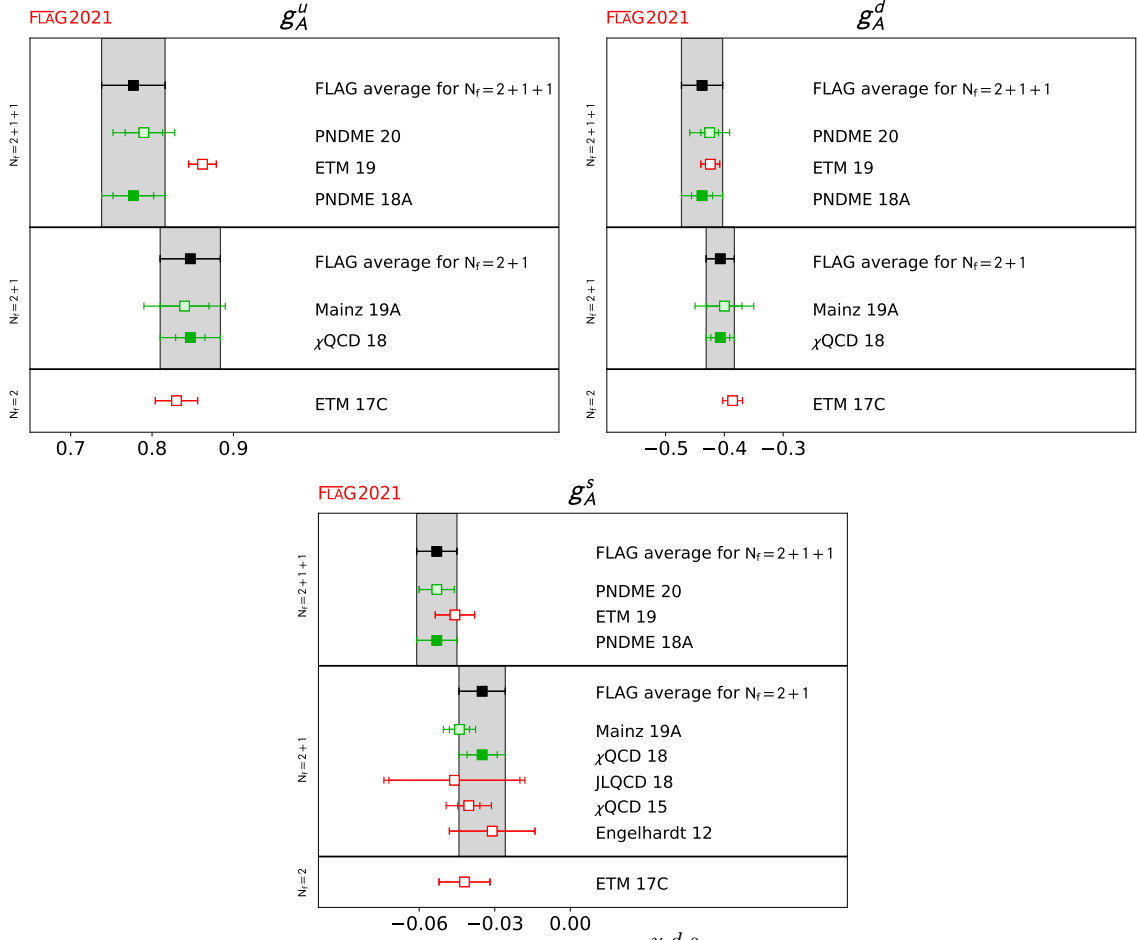 FLAG2021
g_A^u
N_f = 2 + 1 + 1
FLAG average for N_f = 2 + 1 + 1
PNDME 20
ETM 19
PNDME 18A
N_f = 2 + 1
FLAG average for N_f = 2 + 1
Mainz 19A
χQCD 18
N_f = 2
ETM 17C
0.7 0.8 0.9
FLAG2021
g_A^d
N_f = 2 + 1 + 1
FLAG average for N_f = 2 + 1 + 1
PNDME 20
ETM 19
PNDME 18A
N_f = 2 + 1
FLAG average for N_f = 2 + 1
Mainz 19A
χQCD 18
N_f = 2
ETM 17C
−0.5 −0.4 −0.3
FLAG2021
g_A^s
N_f = 2 + 1 + 1
FLAG average for N_f = 2 + 1 + 1
PNDME 20
ETM 19
PNDME 18A
N_f = 2 + 1
FLAG average for N_f = 2 + 1
Mainz 19A
χQCD 18
JLQCD 18
χQCD 15
Engelhardt 12
N_f = 2
ETM 17C
−0.06 −0.03 0.00